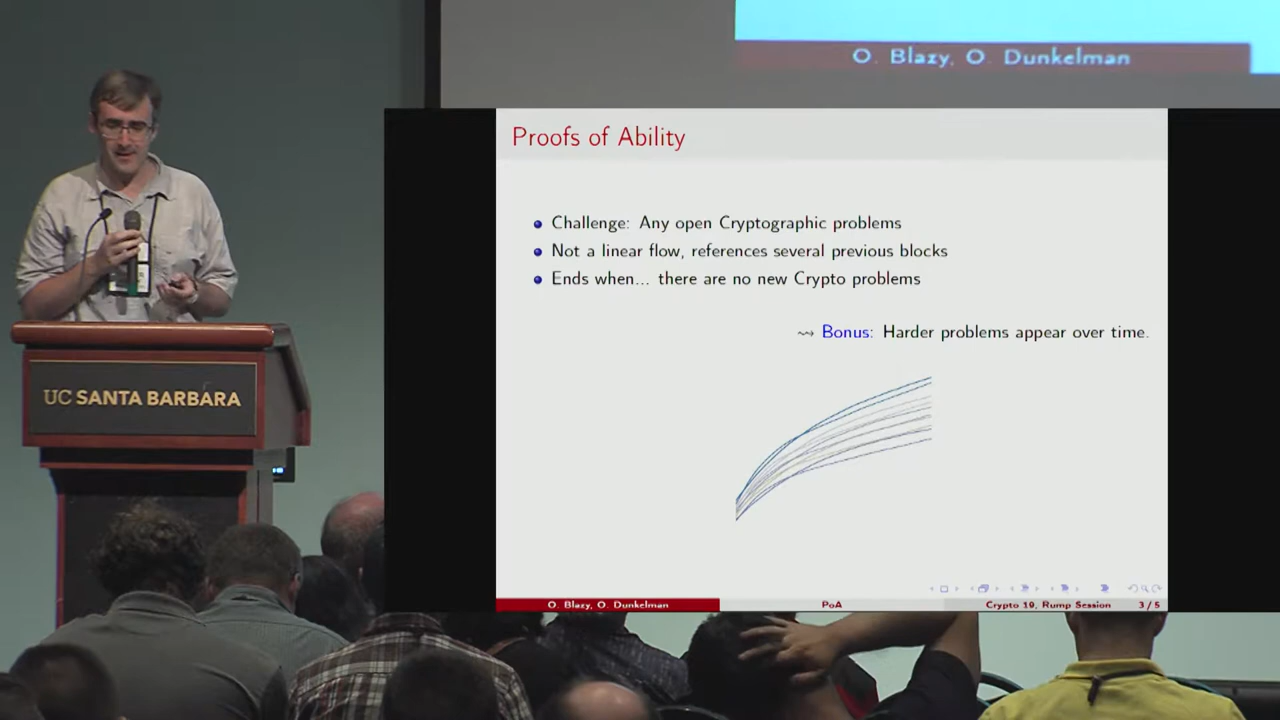 O. Blazy, O. Dunkelman
Proofs of Ability
Challenge: Any open Cryptographic problems
Not a linear flow, references several previous blocks
Ends when... there are no new Crypto problems
⇝ Bonus: Harder problems appear over time.
UC SANTA BARBARA
O. Blazy, O. Dunkelman
PoA
Crypto 19, Rump Session
3 / 5